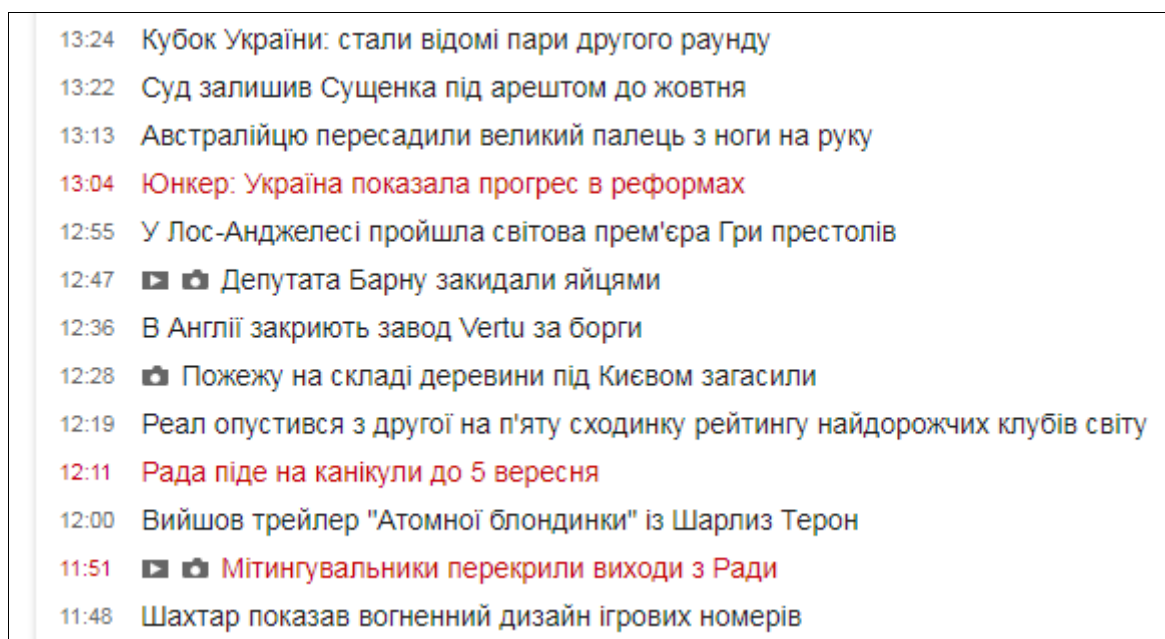 13:24 Кубок України: стали відомі пари другого раунду
13:22 Суд залишив Сущенка під арештом до жовтня
13:13 Австралійцю пересадили великий палець з ноги на руку
13:04 Юнкер: Україна показала прогрес в реформах
12:55 У Лос-Анджелесі пройшла світова прем'єра Гри престолів
12:47 Депутата Барну закидали яйцями
12:36 В Англії закриють завод Vertu за борги
12:28 Пожежу на складі деревини під Києвом загасили
12:19 Реал опустився з другої на п'яту сходинку рейтингу найдорожчих клубів світу
12:11 Рада піде на канікули до 5 вересня
12:00 Вийшов трейлер "Атомної блондинки" із Шарлиз Терон
11:51 Мітингувальники перекрили виходи з Ради
11:48 Шахтар показав вогненний дизайн ігрових номерів